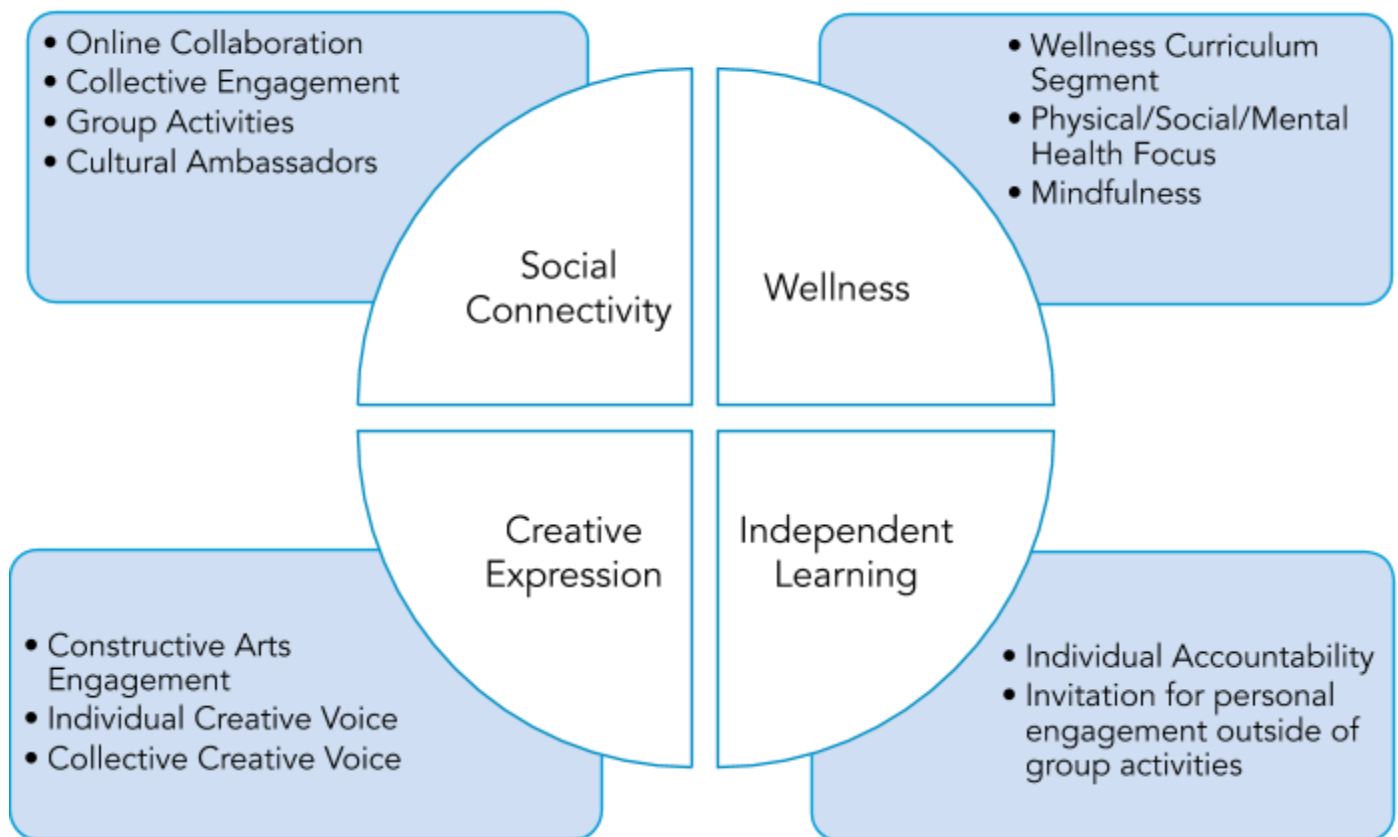 • Online Collaboration
• Collective Engagement
• Group Activities
• Cultural Ambassadors
• Wellness Curriculum
Segment
• Physical/Social/Mental
Health Focus
• Mindfulness
Social
Connectivity
Wellness
Creative
Expression
Independent
Learning
• Constructive Arts
Engagement
• Individual Creative Voice
• Collective Creative Voice
• Individual Accountability
• Invitation for personal
engagement outside of
group activities